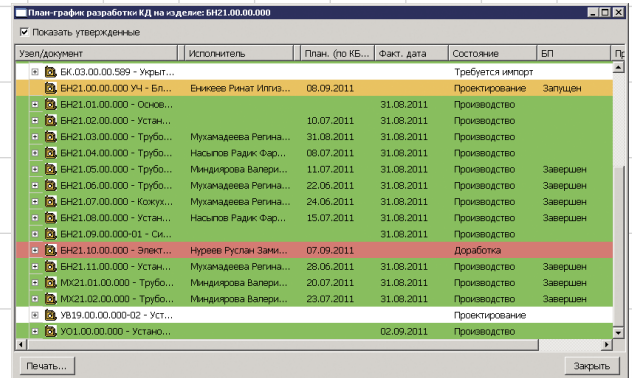 План-график разработки КД на изделие: БН21.00.00.000
Показать утвержденные
Узел/документ Исполнитель План. (по КБ... Факт. дата Состояние БП Пр
БК.03.00.00.589 - Укрыт... Требуется импорт
БН21.00.00.000 УЧ - Бл... Еникеев Ринат Илгиз... 08.09.2011 Проектирование Запущен
БН21.01.00.000 - Основ... 31.08.2011 Производство
БН21.02.00.000 - Устан... 10.07.2011 31.08.2011 Производство
БН21.03.00.000 - Трубо... Мухамадеева Регина... 31.08.2011 31.08.2011 Производство
БН21.04.00.000 - Трубо... Насыпов Радик Фар... 08.07.2011 31.08.2011 Производство
БН21.05.00.000 - Трубо... Миндиярова Валери... 11.07.2011 31.08.2011 Производство Завершен
БН21.06.00.000 - Трубо... Мухамадеева Регина... 22.06.2011 31.08.2011 Производство Завершен
БН21.07.00.000 - Кожух... Мухамадеева Регина... 24.06.2011 31.08.2011 Производство Завершен
БН21.08.00.000 - Устан... Насыпов Радик Фар... 15.07.2011 31.08.2011 Производство Завершен
БН21.09.00.000-01 - Си... 31.08.2011 Производство
БН21.10.00.000 - Элект... Нуреев Руслан Зами... 07.09.2011 Доработка
БН21.11.00.000 - Устан... Мухамадеева Регина... 28.06.2011 31.08.2011 Производство Завершен
МХ21.01.00.000 - Трубо... Миндиярова Валери... 20.07.2011 31.08.2011 Производство Завершен
МХ21.02.00.000 - Трубо... Миндиярова Валери... 23.07.2011 31.08.2011 Производство Завершен
УВ19.00.00.000-02 - Уст... Проектирование
УО1.00.00.000 - Устано... 02.09.2011 Производство
Печать... Закрыть